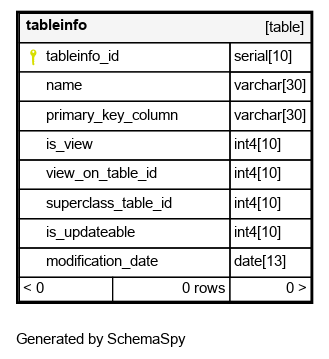 tableinfo [table]
tableinfo_id serial[10]
name varchar[30]
primary_key_column varchar[30]
is_view int4[10]
view_on_table_id int4[10]
superclass_table_id int4[10]
is_updateable int4[10]
modification_date date[13]
< 0 0 rows 0 >
Generated by SchemaSpy